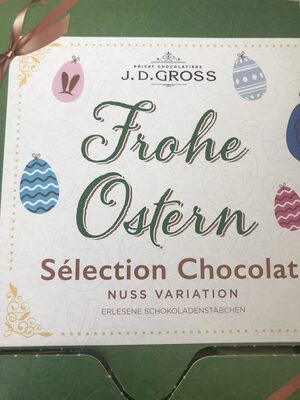 PRIVAT CHOCOLATIERS
J.D.GROSS
Frohe
Ostern
Sélection Chocolat
NUSS VARIATION
ERLESENE SCHOKOLADENSTÄBCHEN